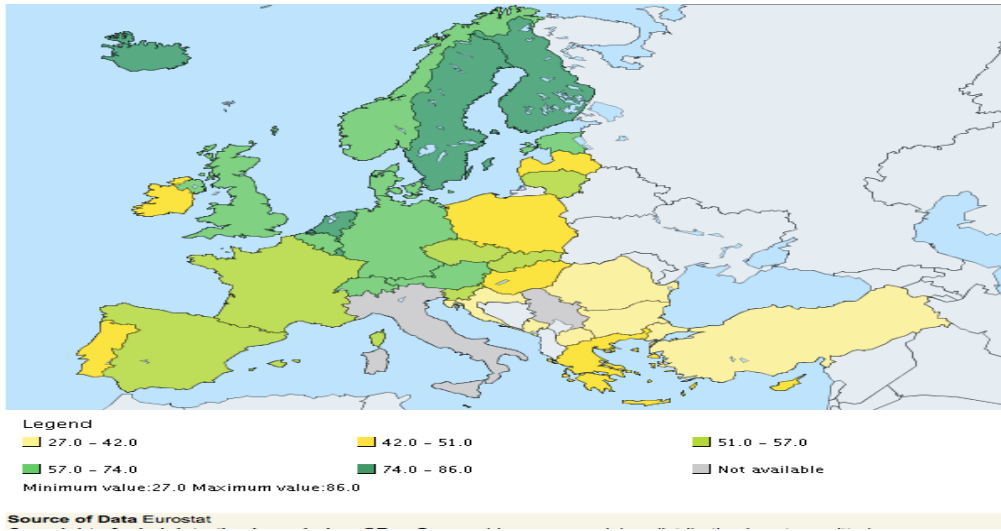 Legend
27.0 - 42.0
42.0 - 51.0
51.0 - 57.0
57.0 - 74.0
74.0 - 86.0
Not available
Minimum value:27.0 Maximum value:86.0
Source of Data Eurostat